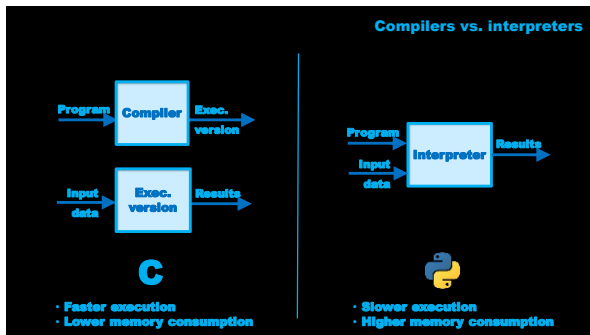 Compilers vs. interpreters
Program
Compiler
Exec.
version
Input
data
Exec.
version
Results
C
· Faster execution
· Lower memory consumption
Program
Input
data
Interpreter
Results
· Slower execution
· Higher memory consumption